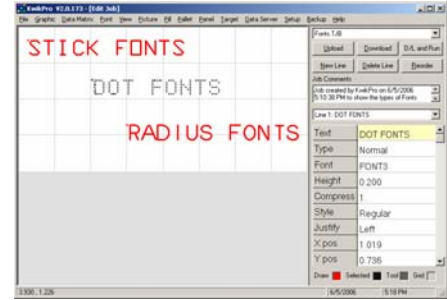 KwikPro V2.0.173 - [Edit Job]
File Graphic Data Matrix Font View Picture Fill Pallet Panel Target Data Server Setup Backup Help
STICK FONTS
DOT FONTS
RADIUS FONTS
Fonts.TJB
Upload Download D/L and Run
New Line Delete Line Reorder
Job Comments
Job created by KwikPro on 6/5/2006
5:10:38 PM to show the types of Fonts
Line 1: DOT FONTS
Text DOT FONTS
Type Normal
Font FONT3
Height 0.200
Compress 1
Style Regular
Justify Left
X pos 1.019
Y pos 0.736
Draw Selected Tool Grid
3.930, 1.226 6/5/2006 5:18 PM